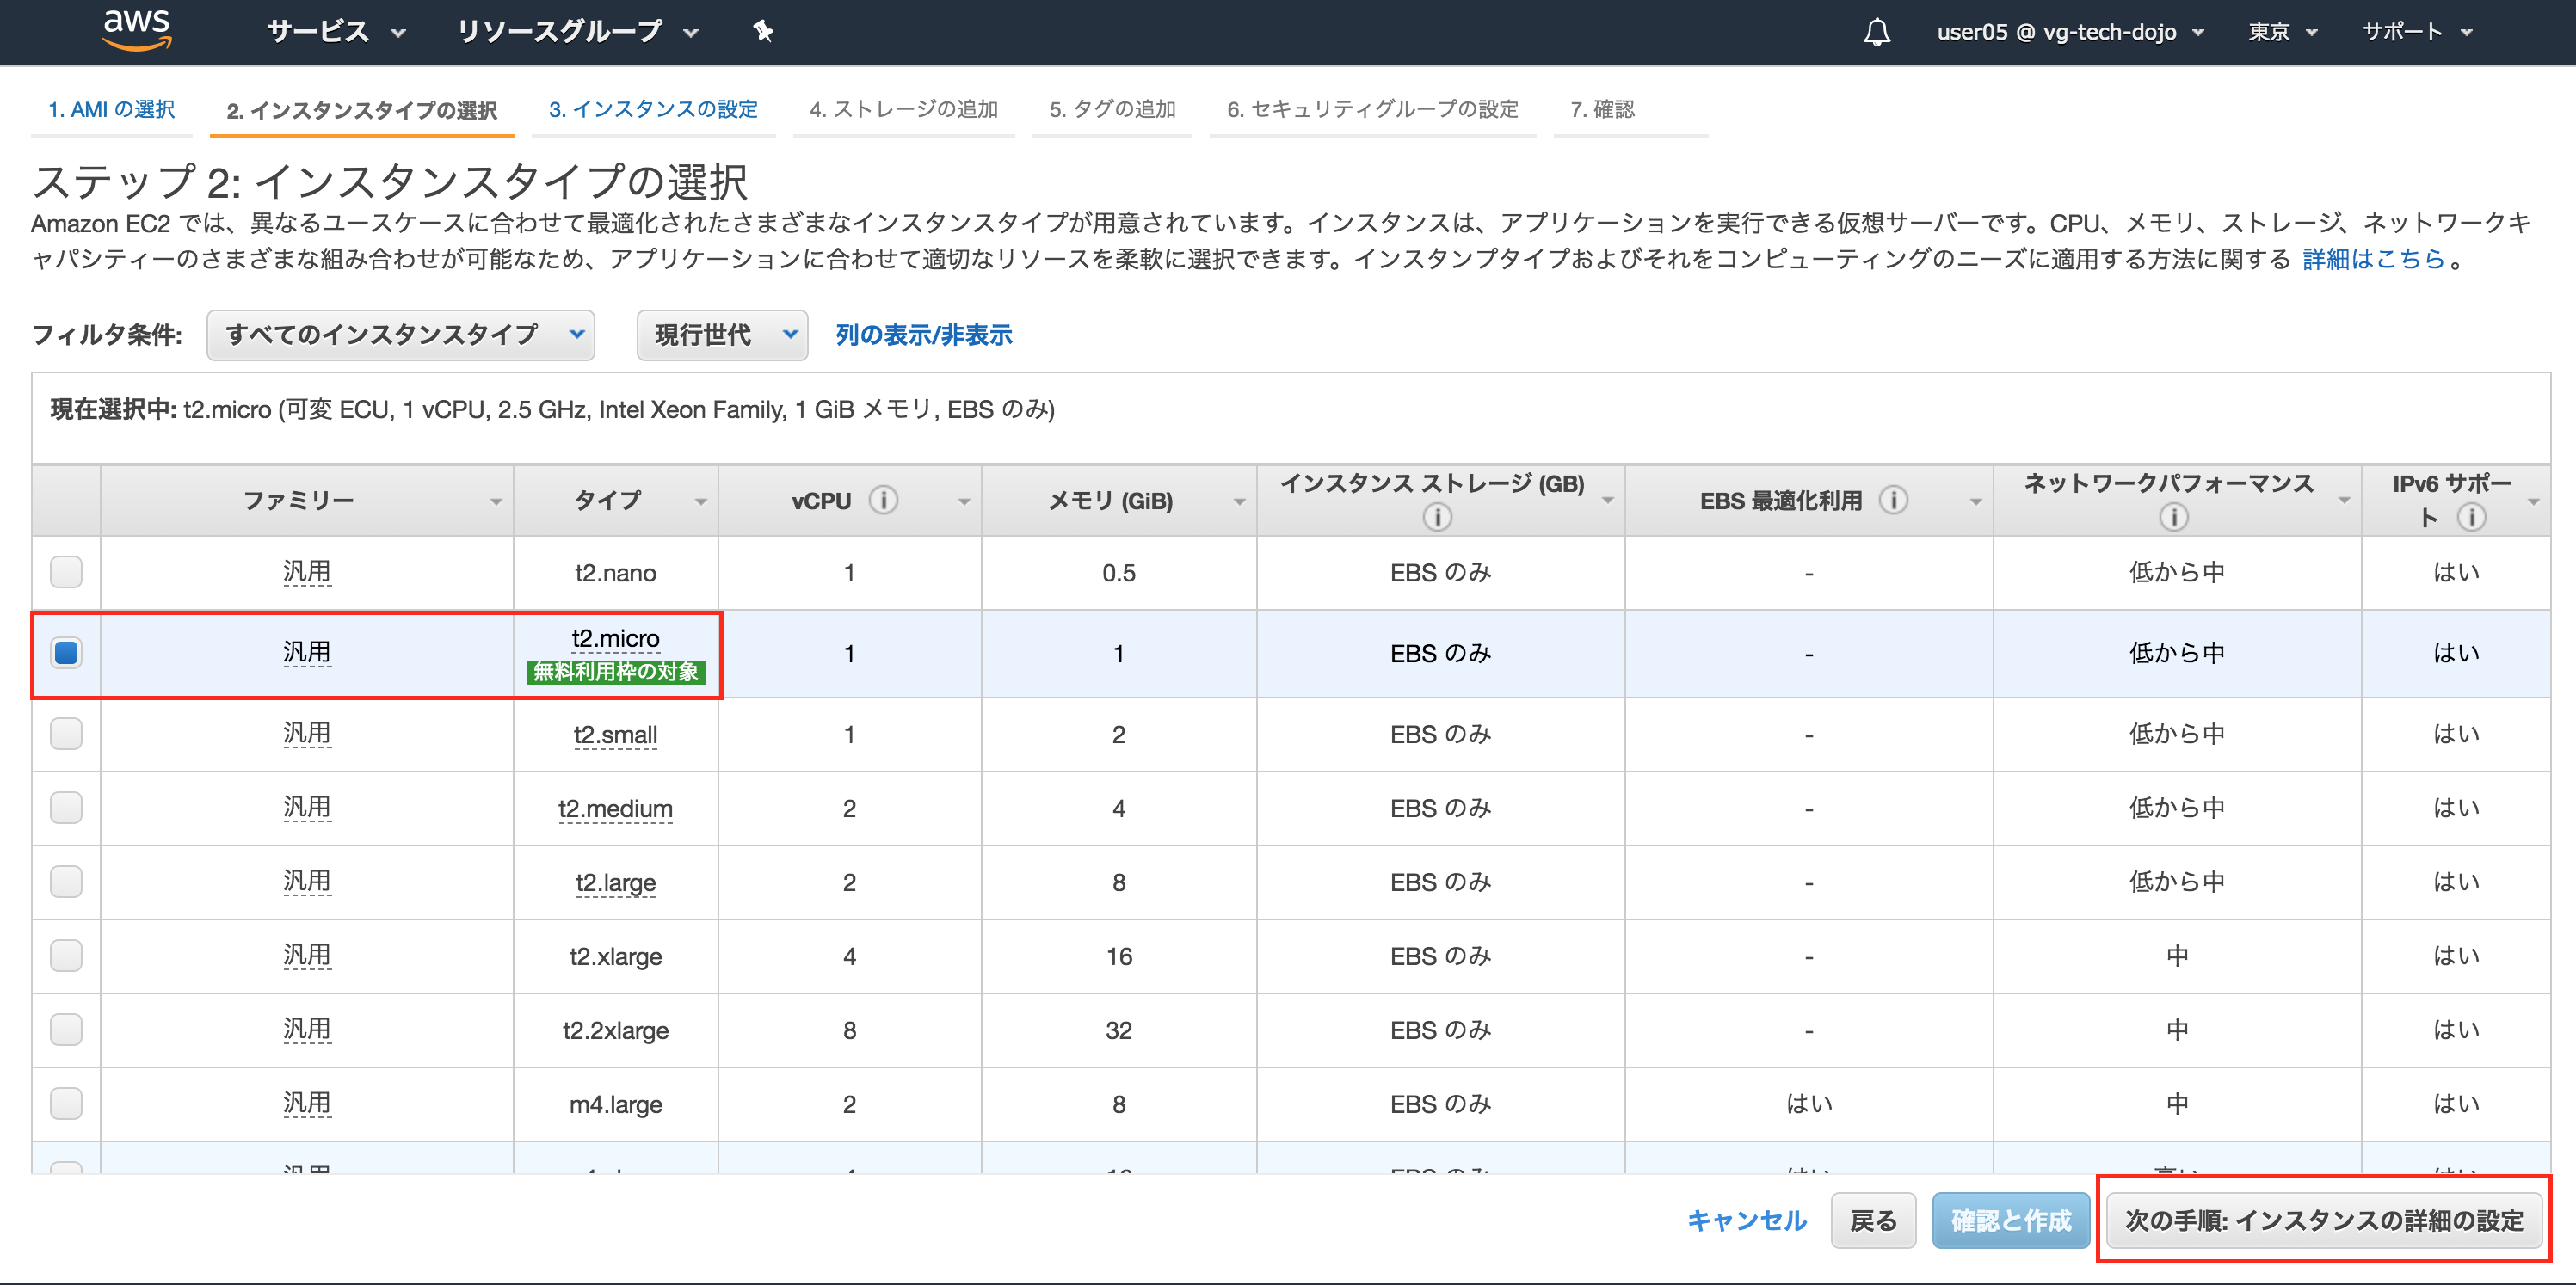 aws サービス リソースグループ user05 @ vg-tech-dojo 東京 サポート
1. AMI の選択 2. インスタンスタイプの選択 3. インスタンスの設定 4. ストレージの追加 5. タグの追加 6. セキュリティグループの設定 7. 確認
ステップ 2: インスタンスタイプの選択
Amazon EC2 では、異なるユースケースに合わせて最適化されたさまざまなインスタンスタイプが用意されています。インスタンスは、アプリケーションを実行できる仮想サーバーです。CPU、メモリ、ストレージ、ネットワークキ
ャパシティーのさまざまな組み合わせが可能なため、アプリケーションに合わせて適切なリソースを柔軟に選択できます。インスタンプタイプおよびそれをコンピューティングのニーズに適用する方法に関する 詳細はこちら。
フィルタ条件: すべてのインスタンスタイプ 現行世代 列の表示/非表示
現在選択中: t2.micro (可変 ECU, 1 vCPU, 2.5 GHz, Intel Xeon Family, 1 GiB メモリ, EBS のみ)
ファミリー タイプ vCPU メモリ (GiB) インスタンス ストレージ (GB) EBS 最適化利用 ネットワークパフォーマンス IPv6 サポー
ト
汎用 t2.nano 1 0.5 EBS のみ - 低から中 はい
汎用 t2.micro 1 1 EBS のみ - 低から中 はい
無料利用枠の対象
汎用 t2.small 1 2 EBS のみ - 低から中 はい
汎用 t2.medium 2 4 EBS のみ - 低から中 はい
汎用 t2.large 2 8 EBS のみ - 低から中 はい
汎用 t2.xlarge 4 16 EBS のみ - 中 はい
汎用 t2.2xlarge 8 32 EBS のみ - 中 はい
汎用 m4.large 2 8 EBS のみ はい 中 はい
キャンセル 戻る 確認と作成 次の手順: インスタンスの詳細の設定